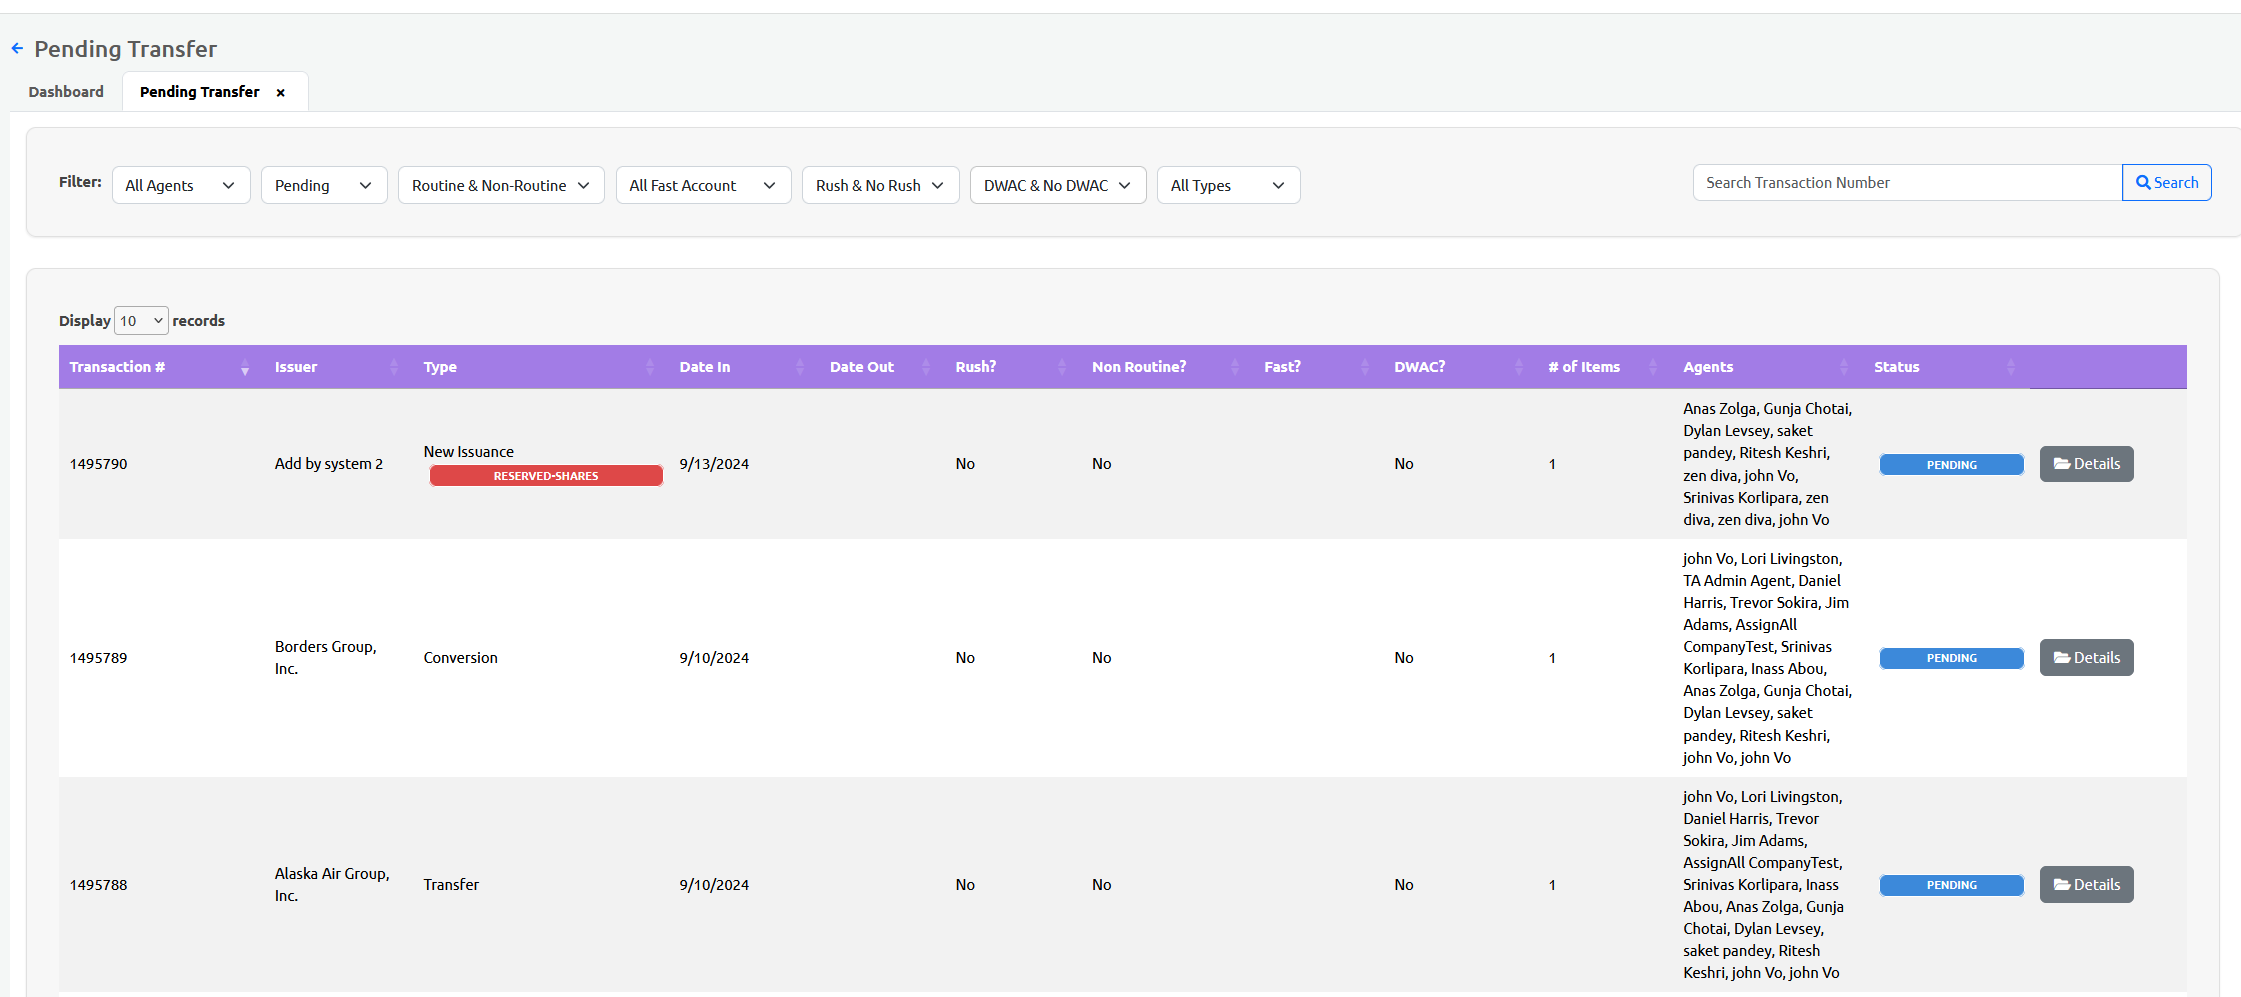 Pending Transfer
Dashboard
Pending Transfer ×
Filter: All Agents Pending Routine & Non-Routine All Fast Account Rush & No Rush DWAC & No DWAC All Types Search Transaction Number Search
Display 10 records
Transaction # Issuer Type Date In Date Out Rush? Non Routine? Fast? DWAC? # of Items Agents Status
1495790 Add by system 2 New Issuance
RESERVED-SHARES
9/13/2024 No No No 1
Anas Zolga, Gunja Chotai,
Dylan Levsey, saket
pandey, Ritesh Keshri,
zen diva, john Vo,
Srinivas Korlipara, zen
diva, zen diva, john Vo
PENDING Details
1495789
Borders Group,
Inc.
Conversion 9/10/2024 No No No 1
john Vo, Lori Livingston,
TA Admin Agent, Daniel
Harris, Trevor Sokira, Jim
Adams, AssignAll
CompanyTest, Srinivas
Korlipara, Inass Abou,
Anas Zolga, Gunja Chotai,
Dylan Levsey, saket
pandey, Ritesh Keshri,
john Vo, john Vo
PENDING Details
1495788
Alaska Air Group,
Inc.
Transfer 9/10/2024 No No No 1
john Vo, Lori Livingston,
Daniel Harris, Trevor
Sokira, Jim Adams,
AssignAll CompanyTest,
Srinivas Korlipara, Inass
Abou, Anas Zolga, Gunja
Chotai, Dylan Levsey,
saket pandey, Ritesh
Keshri, john Vo, john Vo
PENDING Details